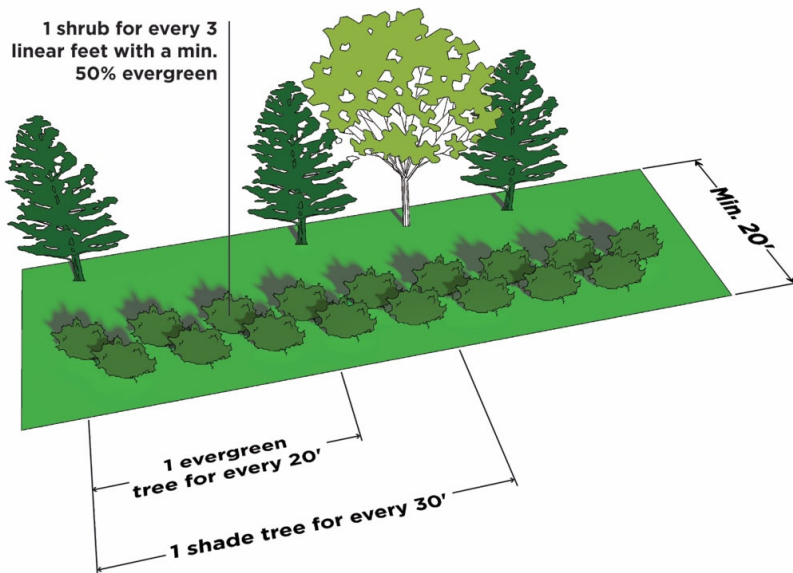 1 shrub for every 3
linear feet with a min.
50% evergreen
Min. 20'
1 evergreen
tree for every 20'
1 shade tree for every 30'